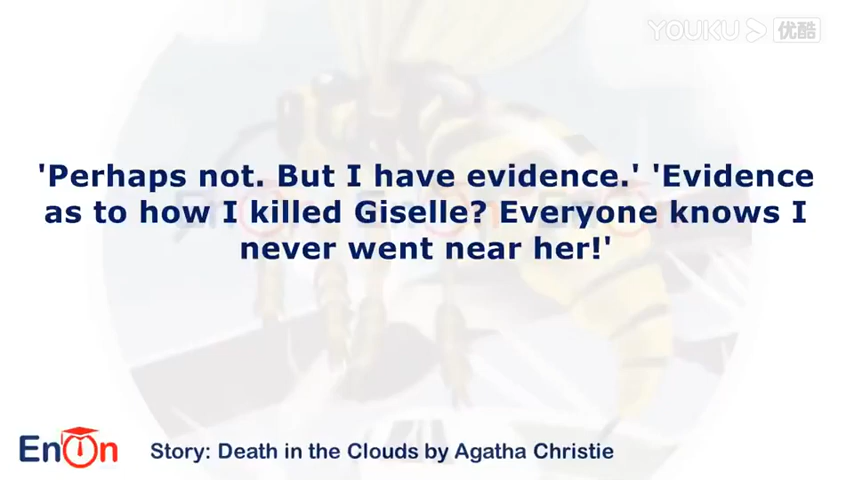 YOUKU 优酷
'Perhaps not. But I have evidence.' 'Evidence
as to how I killed Giselle? Everyone knows I
never went near her!'
EnOn
Story: Death in the Clouds by Agatha Christie